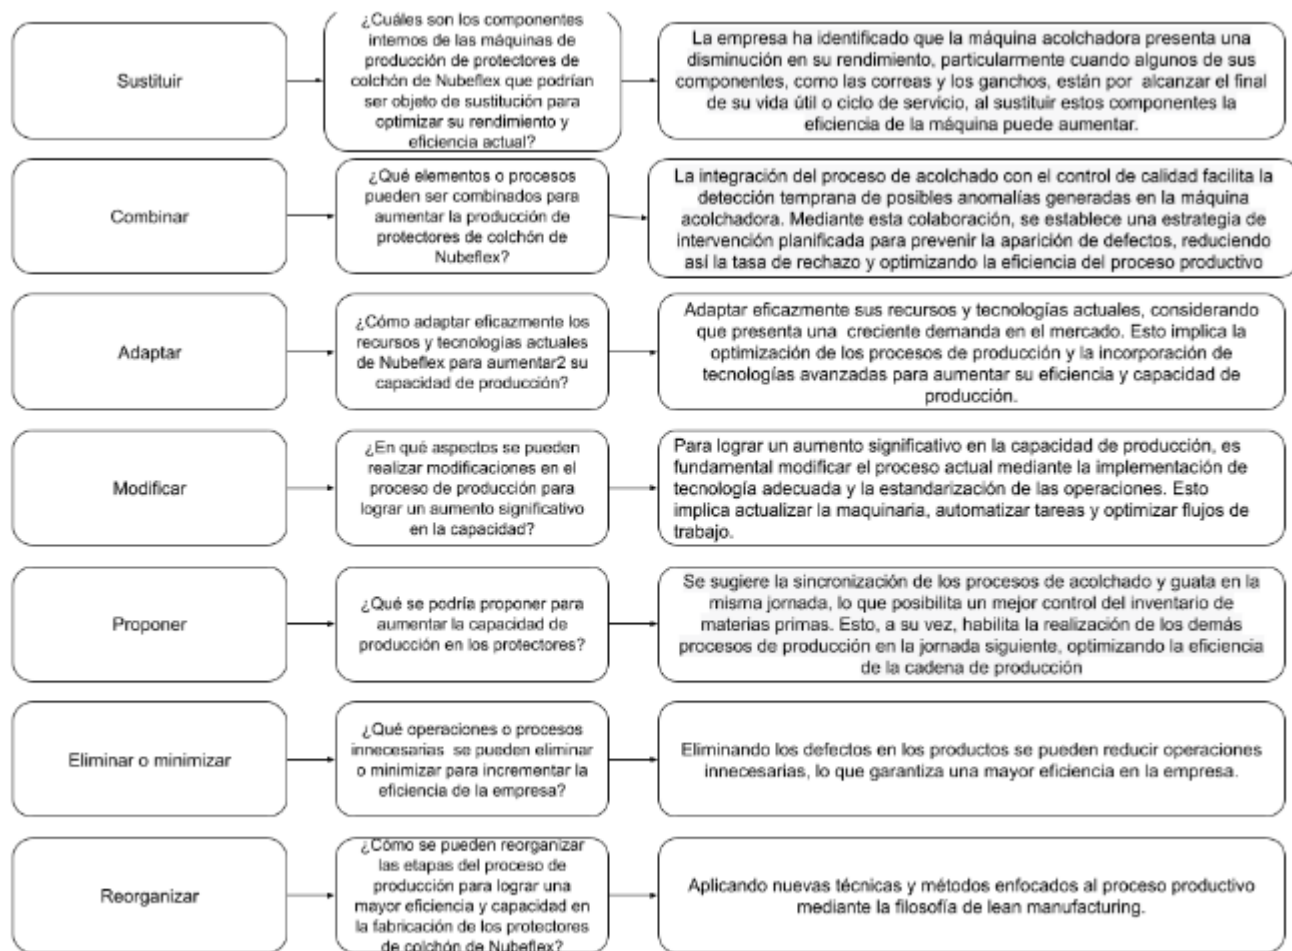 Sustituir
¿Cuáles son los componentes
internos de las máquinas de
producción de protectores de
colchón de Nubeflex que podrían
ser objeto de sustitución para
optimizar su rendimiento y
eficiencia actual?
La empresa ha identificado que la máquina acolchadora presenta una
disminución en su rendimiento, particularmente cuando algunos de sus
componentes, como las correas y los ganchos, están por alcanzar el final
de su vida útil o ciclo de servicio, al sustituir estos componentes la
eficiencia de la máquina puede aumentar.
Combinar
¿Qué elementos o procesos
pueden ser combinados para
aumentar la producción de
protectores de colchón de
Nubeflex?
La integración del proceso de acolchado con el control de calidad facilita la
detección temprana de posibles anomalías generadas en la máquina
acolchadora. Mediante esta colaboración, se establece una estrategia de
intervención planificada para prevenir la aparición de defectos, reduciendo
así la tasa de rechazo y optimizando la eficiencia del proceso productivo
Adaptar
¿Cómo adaptar eficazmente los
recursos y tecnologías actuales
de Nubeflex para aumentar2 su
capacidad de producción?
Adaptar eficazmente sus recursos y tecnologías actuales, considerando
que presenta una creciente demanda en el mercado. Esto implica la
optimización de los procesos de producción y la incorporación de
tecnologías avanzadas para aumentar su eficiencia y capacidad de
producción.
Modificar
¿En qué aspectos se pueden
realizar modificaciones en el
proceso de producción para
lograr un aumento significativo
en la capacidad?
Para lograr un aumento significativo en la capacidad de producción, es
fundamental modificar el proceso actual mediante la implementación de
tecnología adecuada y la estandarización de las operaciones. Esto
implica actualizar la maquinaria, automatizar tareas y optimizar flujos de
trabajo.
Proponer
¿Qué se podría proponer para
aumentar la capacidad de
producción en los protectores?
Se sugiere la sincronización de los procesos de acolchado y guata en la
misma jornada, lo que posibilita un mejor control del inventario de
materias primas. Esto, a su vez, habilita la realización de los demás
procesos de producción en la jornada siguiente, optimizando la eficiencia
de la cadena de producción
Eliminar o minimizar
¿Qué operaciones o procesos
innecesarias se pueden eliminar
o minimizar para incrementar la
eficiencia de la empresa?
Eliminando los defectos en los productos se pueden reducir operaciones
innecesarias, lo que garantiza una mayor eficiencia en la empresa.
Reorganizar
¿Cómo se pueden reorganizar
las etapas del proceso de
producción para lograr una
mayor eficiencia y capacidad en
la fabricación de los protectores
de colchón de Nubeflex?
Aplicando nuevas técnicas y métodos enfocados al proceso productivo
mediante la filosofía de lean manufacturing.